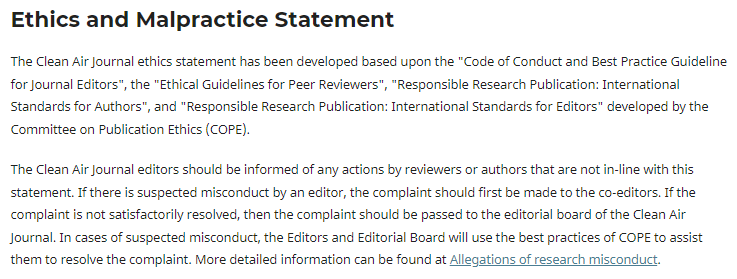 Ethics and Malpractice Statement
The Clean Air Journal ethics statement has been developed based upon the "Code of Conduct and Best Practice Guideline
for Journal Editors", the "Ethical Guidelines for Peer Reviewers", "Responsible Research Publication: International
Standards for Authors", and "Responsible Research Publication: International Standards for Editors" developed by the
Committee on Publication Ethics (COPE).
The Clean Air Journal editors should be informed of any actions by reviewers or authors that are not in-line with this
statement. If there is suspected misconduct by an editor, the complaint should first be made to the co-editors. If the
complaint is not satisfactorily resolved, then the complaint should be passed to the editorial board of the Clean Air
Journal. In cases of suspected misconduct, the Editors and Editorial Board will use the best practices of COPE to assist
them to resolve the complaint. More detailed information can be found at Allegations of research misconduct.